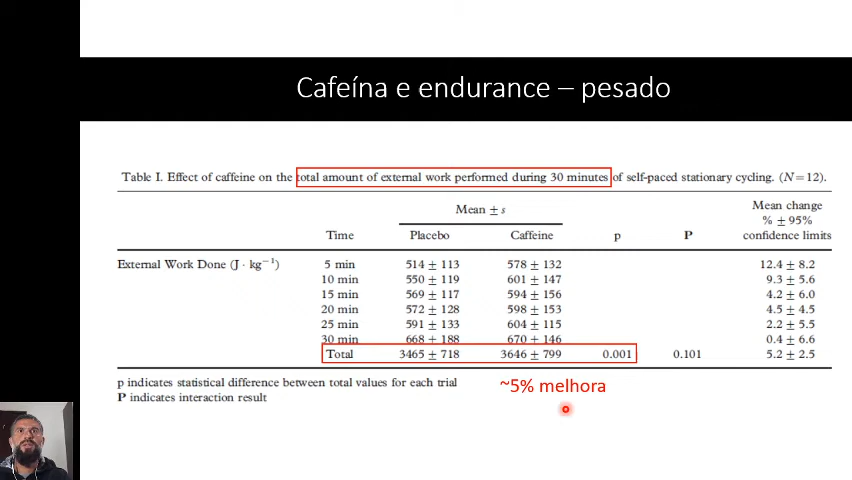 Cafeína e endurance – pesado
Table I. Effect of caffeine on the total amount of external work performed during 30 minutes of self-paced stationary cycling. (N=12).
Mean ± s
Mean change
% ± 95%
Time Placebo Caffeine p P confidence limits
External Work Done (J · kg⁻¹) 5 min 514 ± 113 578 ± 132 12.4 ± 8.2
10 min 550 ± 119 601 ± 147 9.3 ± 5.6
15 min 569 ± 117 594 ± 156 4.2 ± 6.0
20 min 572 ± 128 598 ± 153 4.5 ± 4.5
25 min 591 ± 133 604 ± 115 2.2 ± 5.5
30 min 668 ± 188 670 ± 146 0.4 ± 6.6
Total 3465 ± 718 3646 ± 799 0.001 0.101 5.2 ± 2.5
p indicates statistical difference between total values for each trial
P indicates interaction result
~5% melhora